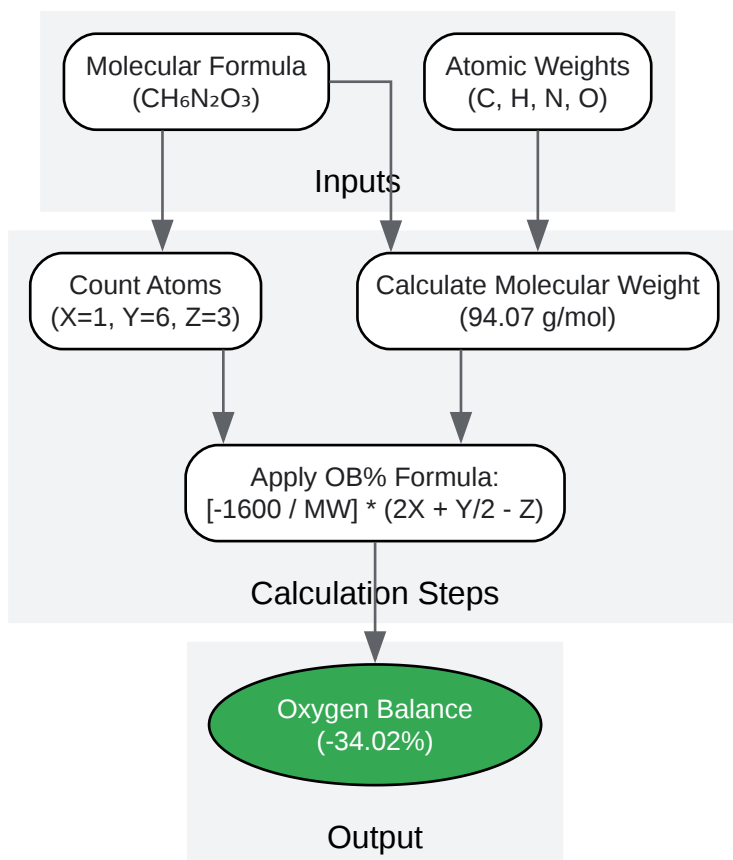 Molecular Formula
(CH₆N₂O₃)
Atomic Weights
(C, H, N, O)
Inputs
Count Atoms
(X=1, Y=6, Z=3)
Calculate Molecular Weight
(94.07 g/mol)
Apply OB% Formula:
[-1600 / MW] * (2X + Y/2 - Z)
Calculation Steps
Oxygen Balance
(-34.02%)
Output